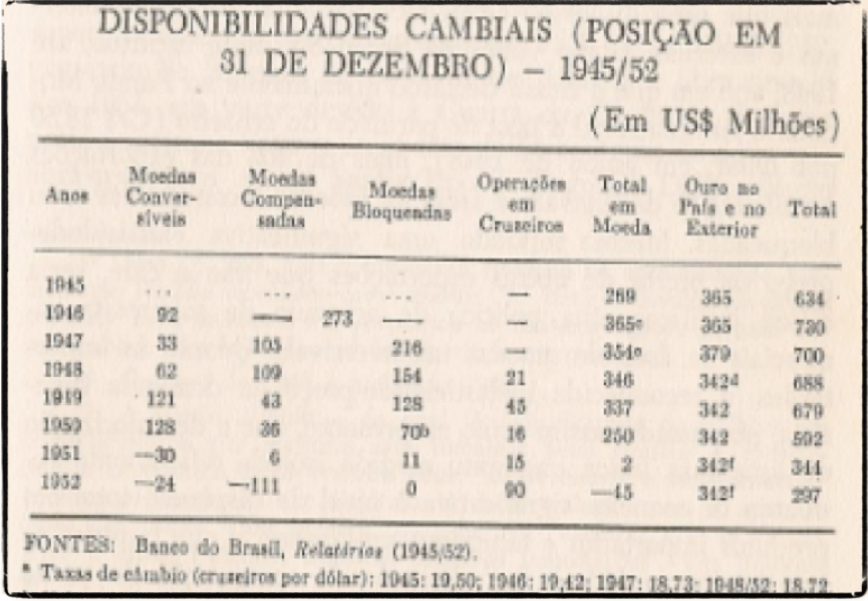 DISPONIBILIDADES CAMBIAIS (POSIÇÃO EM
31 DE DEZEMBRO) — 1945/52
(Em US$ Milhões)
Anos Moedas Conver-síveis Moedas Compen-sadas Moedas Bloqueadas Operações em Cruzeiros Total em Moeda Ouro no País e no Exterior Total
1945 ... ... ... — 269 365 634
1946 92 —— 273 — — 365 730
1947 33 105 216 — 354 379 700
1948 62 109 154 21 346 342d 688
1949 121 43 128 45 337 342 679
1950 128 36 70b 16 250 342 592
1951 —30 6 11 15 2 342f 344
1952 —24 —111 0 90 —45 342f 297
FONTES: Banco do Brasil, Relatórios (1945/52).
a Taxas de câmbio (cruzeiros por dólar): 1945: 19,50; 1946: 19,42; 1947: 18,73; 1948/52: 18,72.